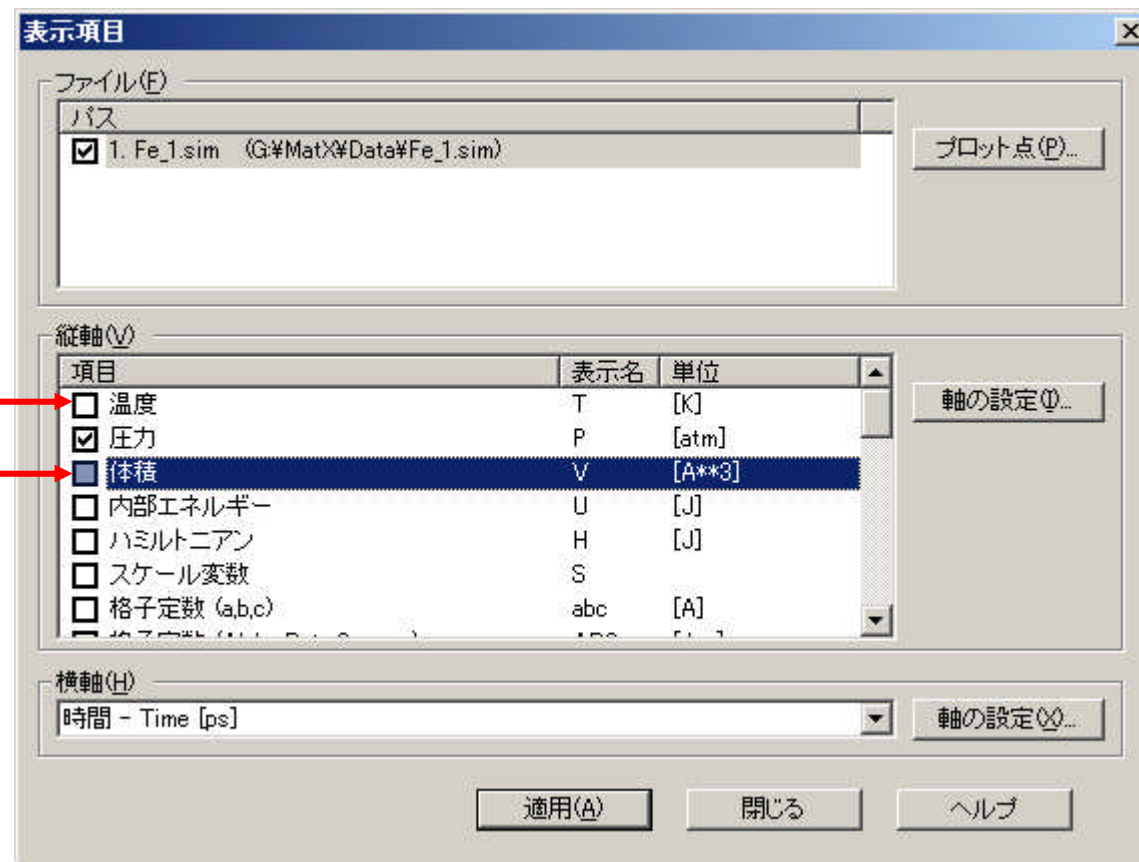 表示項目
ファイル(F)
パス
1. Fe_1.sim (G:¥MatX¥Data¥Fe_1.sim)
プロット点(P)...
縦軸(V)
項目 表示名 単位
温度 T [K]
軸の設定(I)...
圧力 P [atm]
体積 V [A**3]
内部エネルギー U [J]
ハミルトニアン H [J]
スケール変数 S
格子定数 (a,b,c) abc [A]
横軸(H)
時間 - Time [ps]
軸の設定(X)...
適用(A) 閉じる ヘルプ